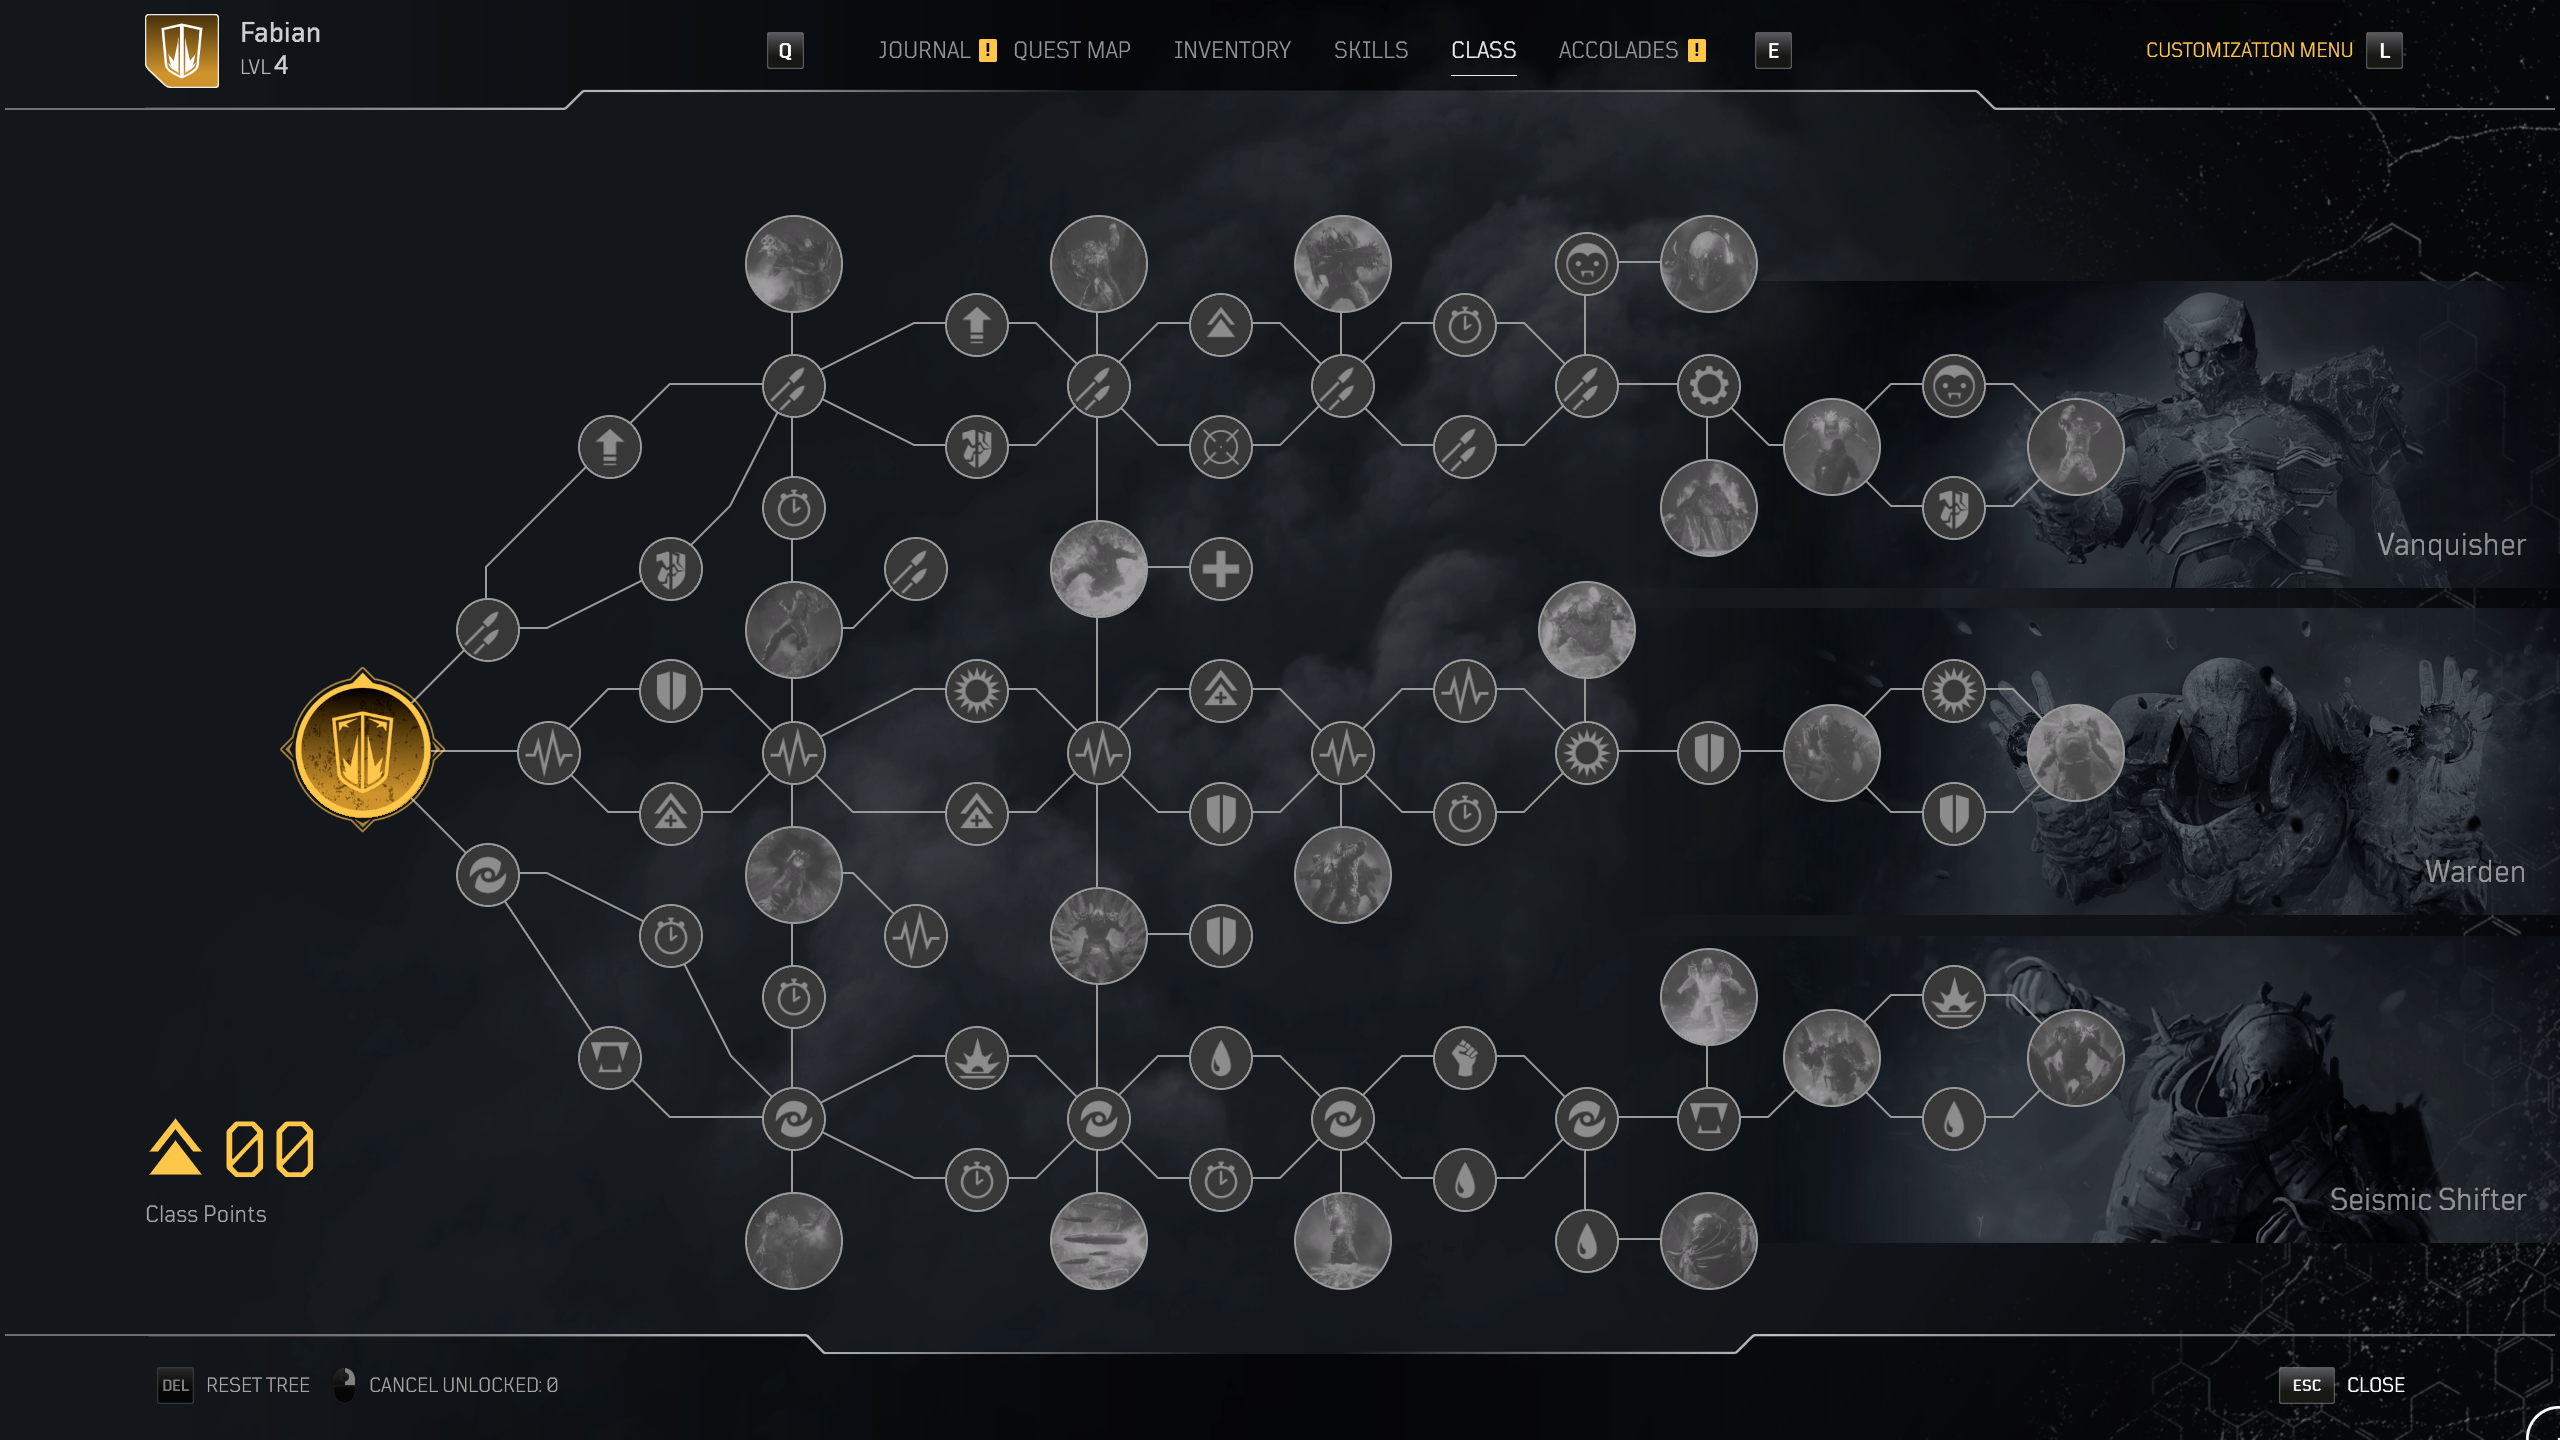 Fabian
LVL 4
Q
JOURNAL ! QUEST MAP INVENTORY SKILLS CLASS ACCOLADES !
E
CUSTOMIZATION MENU L
Vanquisher
Warden
Seismic Shifter
00
Class Points
DEL RESET TREE CANCEL UNLOCKED: 0
ESC CLOSE